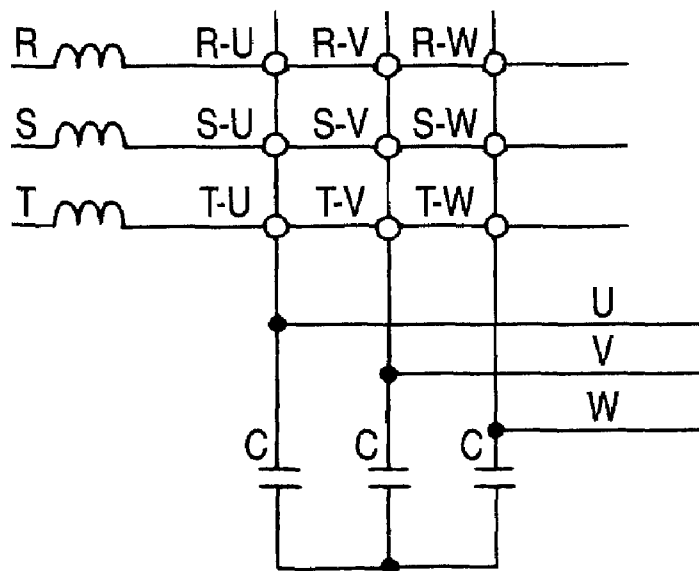 R R-U R-V R-W
S S-U S-V S-W
T T-U T-V T-W
U
V
W
C C C